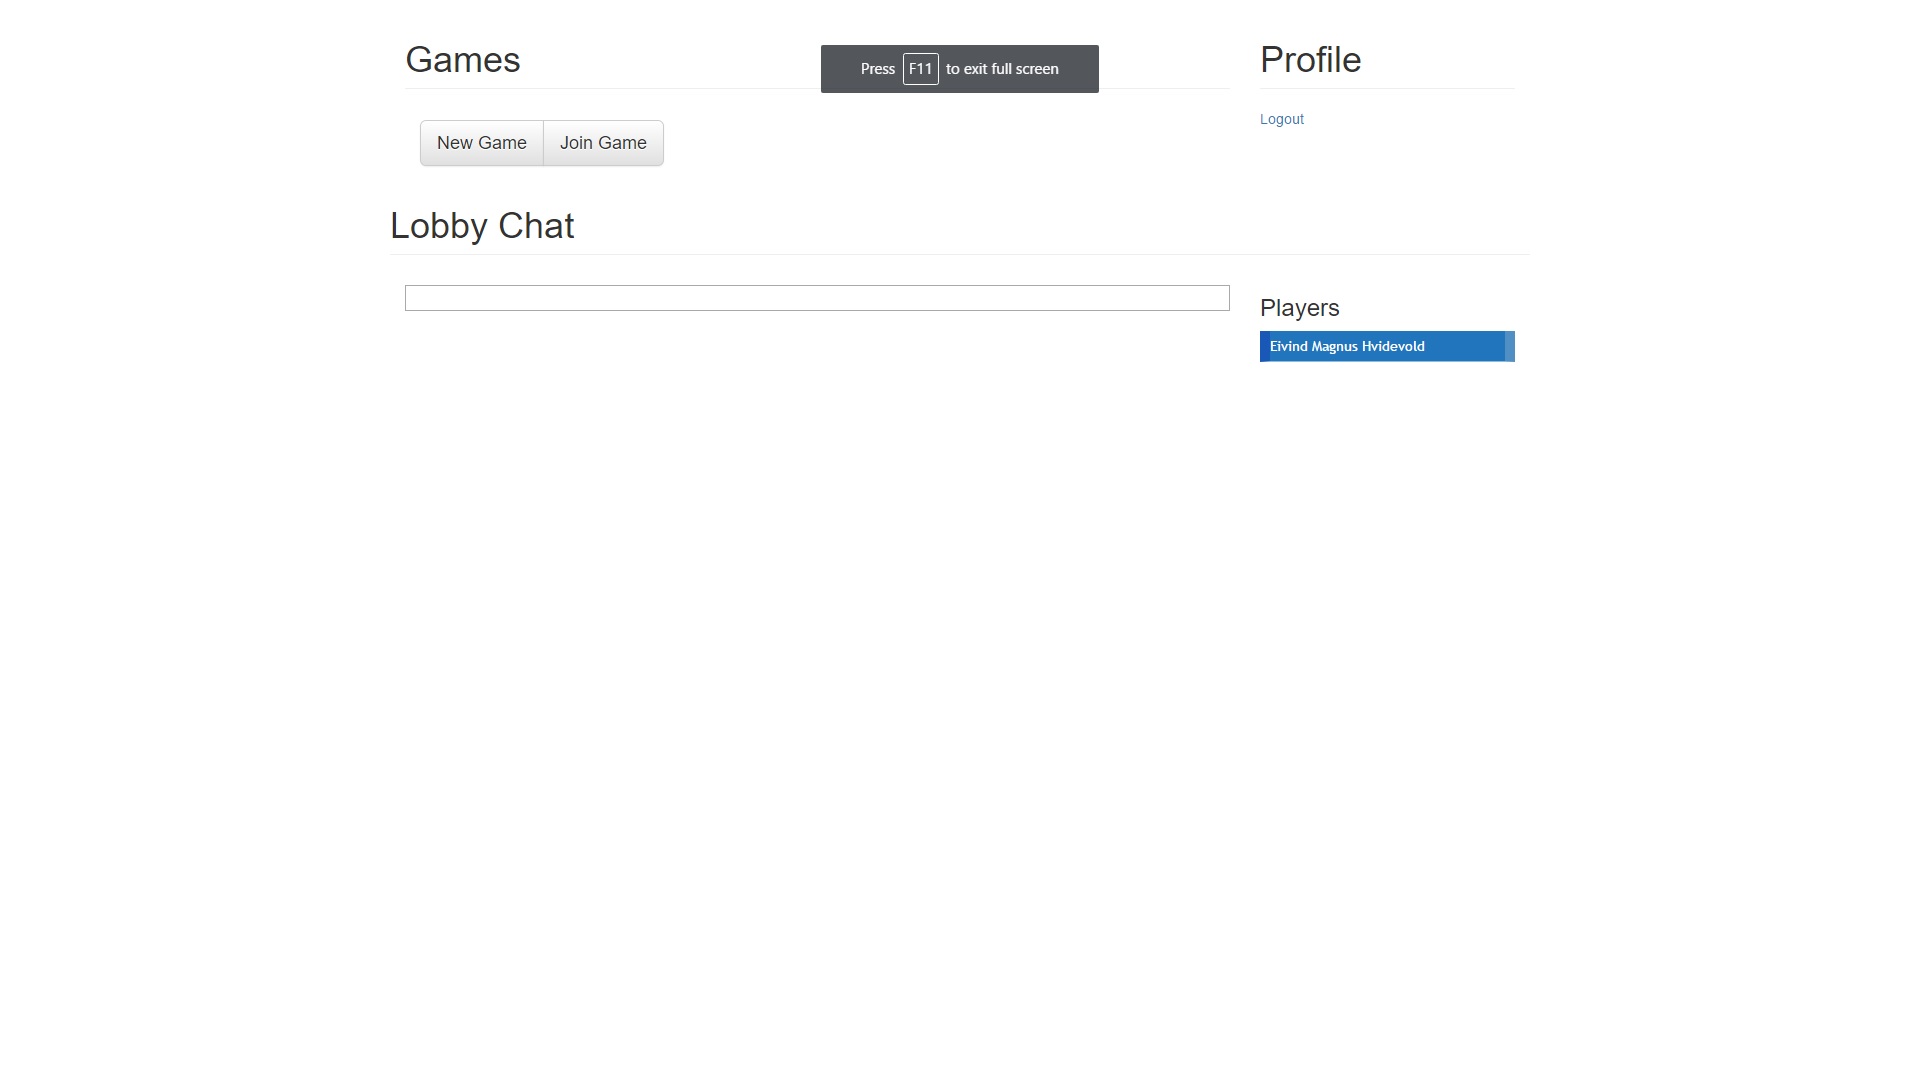 Games
Press F11 to exit full screen
Profile
New Game
Join Game
Logout
Lobby Chat
Players
Eivind Magnus Hvidevold